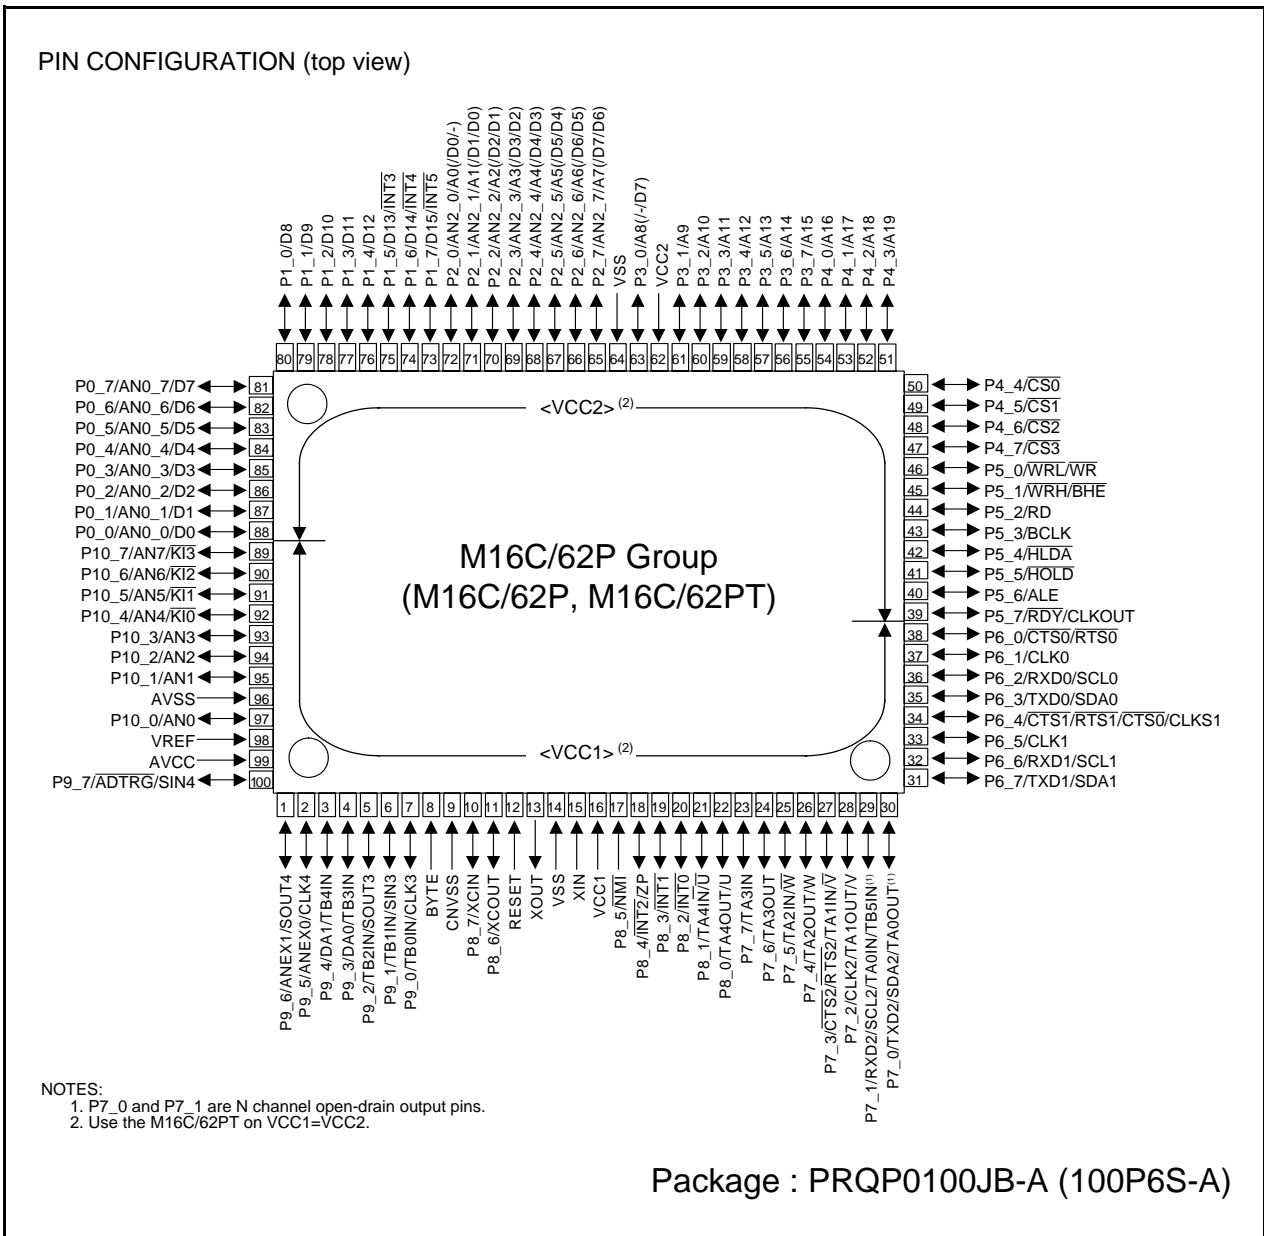 PIN CONFIGURATION (top view)
P1_0/D8
P1_1/D9
P1_2/D10
P1_3/D11
P1_4/D12
P1_5/D13/INT3
P1_6/D14/INT4
P1_7/D15/INT5
P2_0/AN2_0/A0(/D0/-)
P2_1/AN2_1/A1(/D1/D0)
P2_2/AN2_2/A2(/D2/D1)
P2_3/AN2_3/A3(/D3/D2)
P2_4/AN2_4/A4(/D4/D3)
P2_5/AN2_5/A5(/D5/D4)
P2_6/AN2_6/A6(/D6/D5)
P2_7/AN2_7/A7(/D7/D6)
VSS
P3_0/A8(/-/D7)
VCC2
P3_1/A9
P3_2/A10
P3_3/A11
P3_4/A12
P3_5/A13
P3_6/A14
P3_7/A15
P4_0/A16
P4_1/A17
P4_2/A18
P4_3/A19
80 79 78 77 76 75 74 73 72 71 70 69 68 67 66 65 64 63 62 61 60 59 58 57 56 55 54 53 52 51
P0_7/AN0_7/D7 81
P0_6/AN0_6/D6 82
P0_5/AN0_5/D5 83
P0_4/AN0_4/D4 84
P0_3/AN0_3/D3 85
P0_2/AN0_2/D2 86
P0_1/AN0_1/D1 87
P0_0/AN0_0/D0 88
P10_7/AN7/KI3 89
P10_6/AN6/KI2 90
P10_5/AN5/KI1 91
P10_4/AN4/KI0 92
P10_3/AN3 93
P10_2/AN2 94
P10_1/AN1 95
AVSS 96
P10_0/AN0 97
VREF 98
AVCC 99
P9_7/ADTRG/SIN4 100
<VCC2> (2)
M16C/62P Group
(M16C/62P, M16C/62PT)
<VCC1> (2)
50 P4_4/CS0
49 P4_5/CS1
48 P4_6/CS2
47 P4_7/CS3
46 P5_0/WRL/WR
45 P5_1/WRH/BHE
44 P5_2/RD
43 P5_3/BCLK
42 P5_4/HLDA
41 P5_5/HOLD
40 P5_6/ALE
39 P5_7/RDY/CLKOUT
38 P6_0/CTS0/RTS0
37 P6_1/CLK0
36 P6_2/RXD0/SCL0
35 P6_3/TXD0/SDA0
34 P6_4/CTS1/RTS1/CTS0/CLKS1
33 P6_5/CLK1
32 P6_6/RXD1/SCL1
31 P6_7/TXD1/SDA1
1 2 3 4 5 6 7 8 9 10 11 12 13 14 15 16 17 18 19 20 21 22 23 24 25 26 27 28 29 30
P9_6/ANEX1/SOUT4
P9_5/ANEX0/CLK4
P9_4/DA1/TB4IN
P9_3/DA0/TB3IN
P9_2/TB2IN/SOUT3
P9_1/TB1IN/SIN3
P9_0/TB0IN/CLK3
BYTE
CNVSS
P8_7/XCIN
P8_6/XCOUT
RESET
XOUT
VSS
XIN
VCC1
P8_5/NMI
P8_4/INT2/ZP
P8_3/INT1
P8_2/INT0
P8_1/TA4IN/U
P8_0/TA4OUT/U
P7_7/TA3IN
P7_6/TA3OUT
P7_5/TA2IN/W
P7_4/TA2OUT/W
P7_3/CTS2/RTS2/TA1IN/V
P7_2/CLK2/TA1OUT/V
P7_1/RXD2/SCL2/TA0IN/TB5IN(1)
P7_0/TXD2/SDA2/TA0OUT(1)
NOTES:
1. P7_0 and P7_1 are N channel open-drain output pins.
2. Use the M16C/62PT on VCC1=VCC2.
Package : PRQP0100JB-A (100P6S-A)